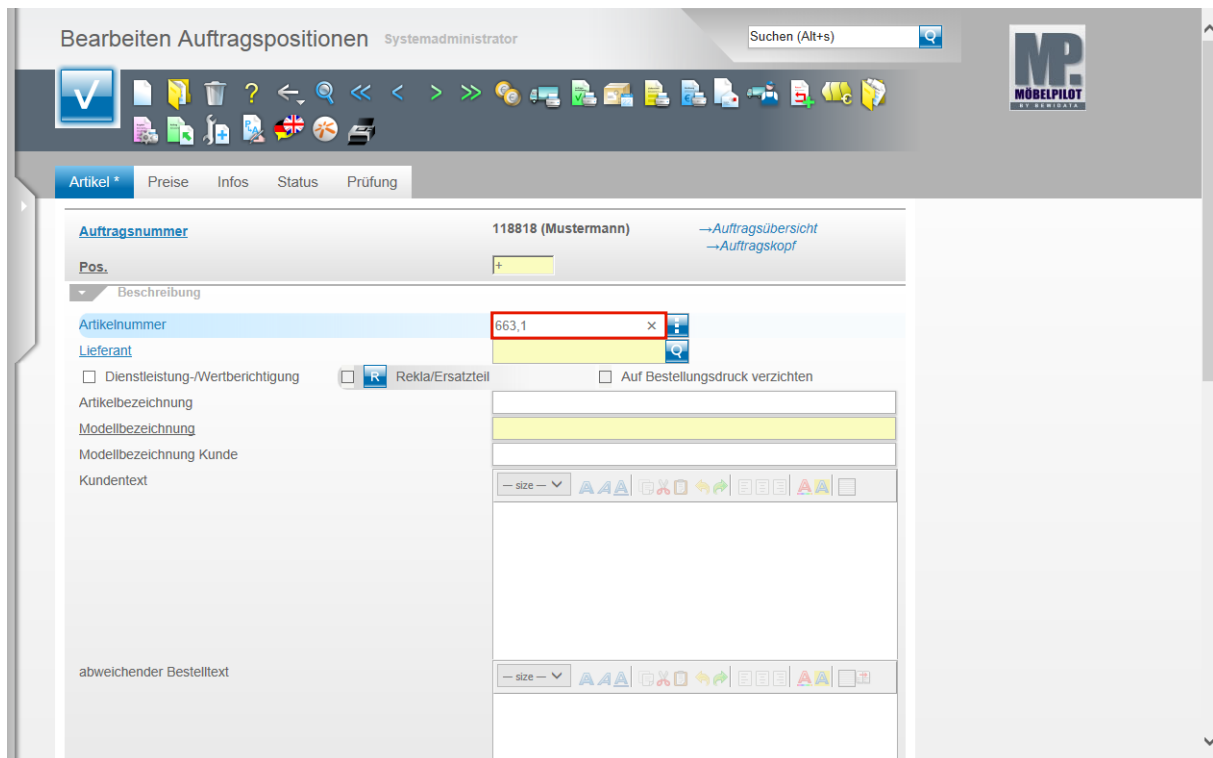 Bearbeiten Auftragspositionen Systemadministrator
Suchen (Alt+s)
MP.
MÖBELPILOT
BY BEWIDATA
Artikel * Preise Infos Status Prüfung
Auftragsnummer 118818 (Mustermann) →Auftragsübersicht
→Auftragskopf
Pos. +
Beschreibung
Artikelnummer 663,1 ×
Lieferant
Dienstleistung-/Wertberichtigung R Rekla/Ersatzteil Auf Bestellungsdruck verzichten
Artikelbezeichnung
Modellbezeichnung
Modellbezeichnung Kunde
Kundentext — size — A A A A A
abweichender Bestelltext — size — A A A A A